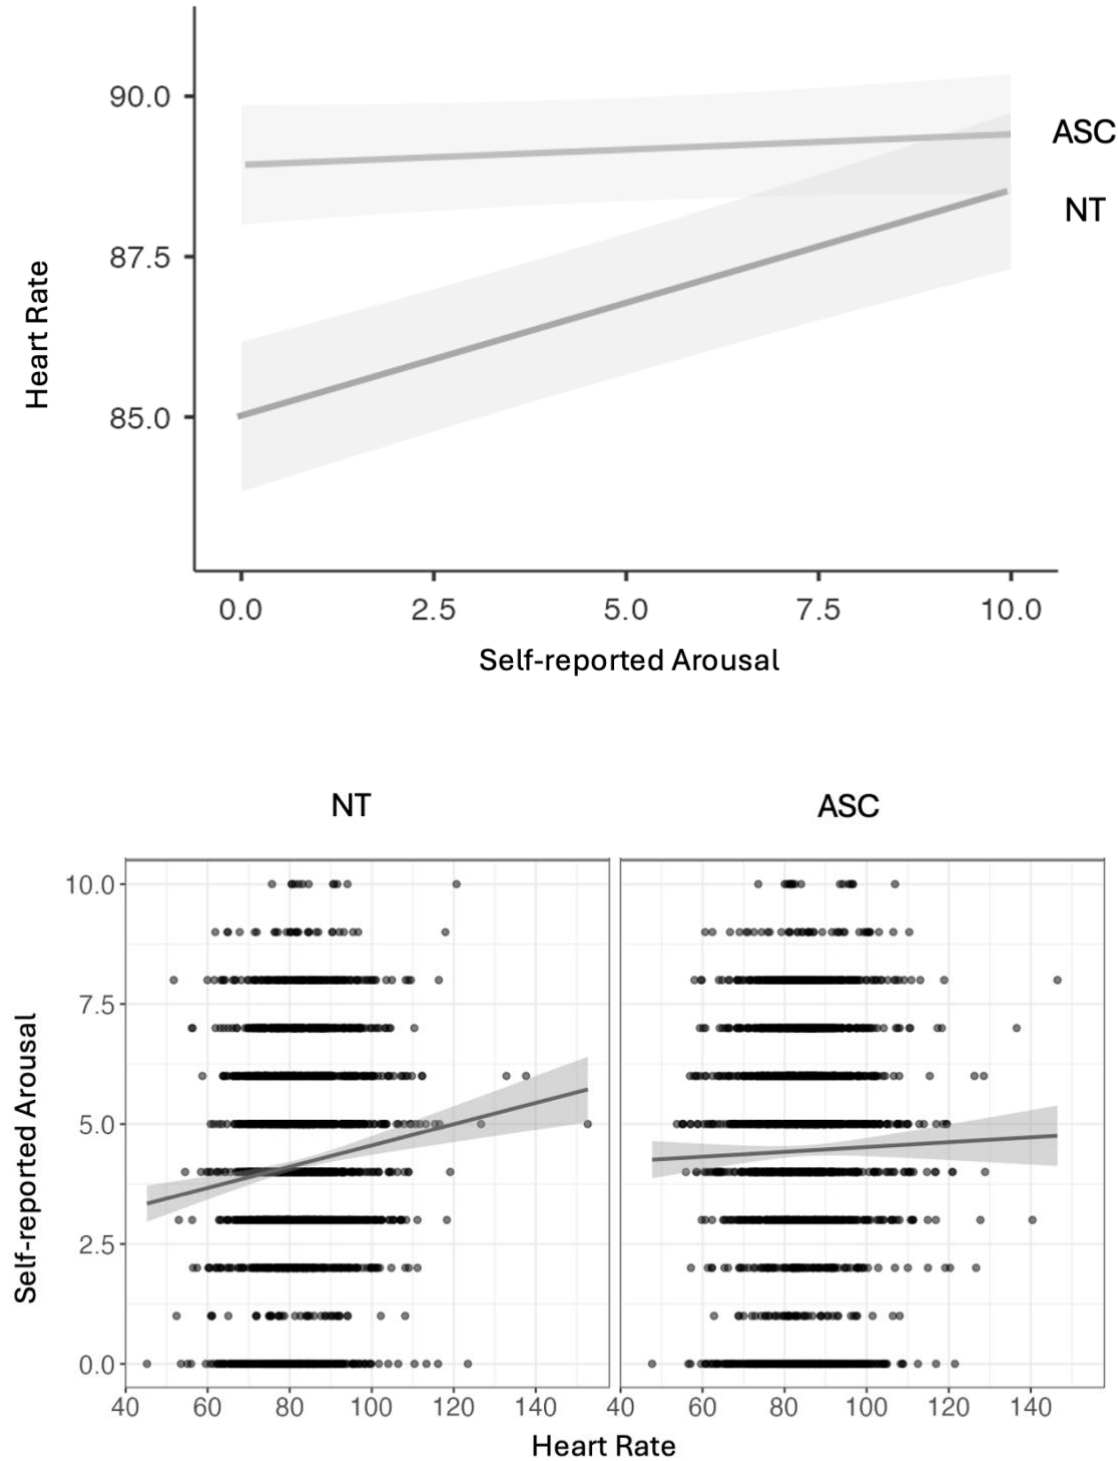 90.0
87.5
85.0
Heart Rate
ASC
NT
0.0 2.5 5.0 7.5 10.0
Self-reported Arousal
NT ASC
10.0
7.5
5.0
2.5
0.0
Self-reported Arousal
40 60 80 100 120 140 40 60 80 100 120 140
Heart Rate